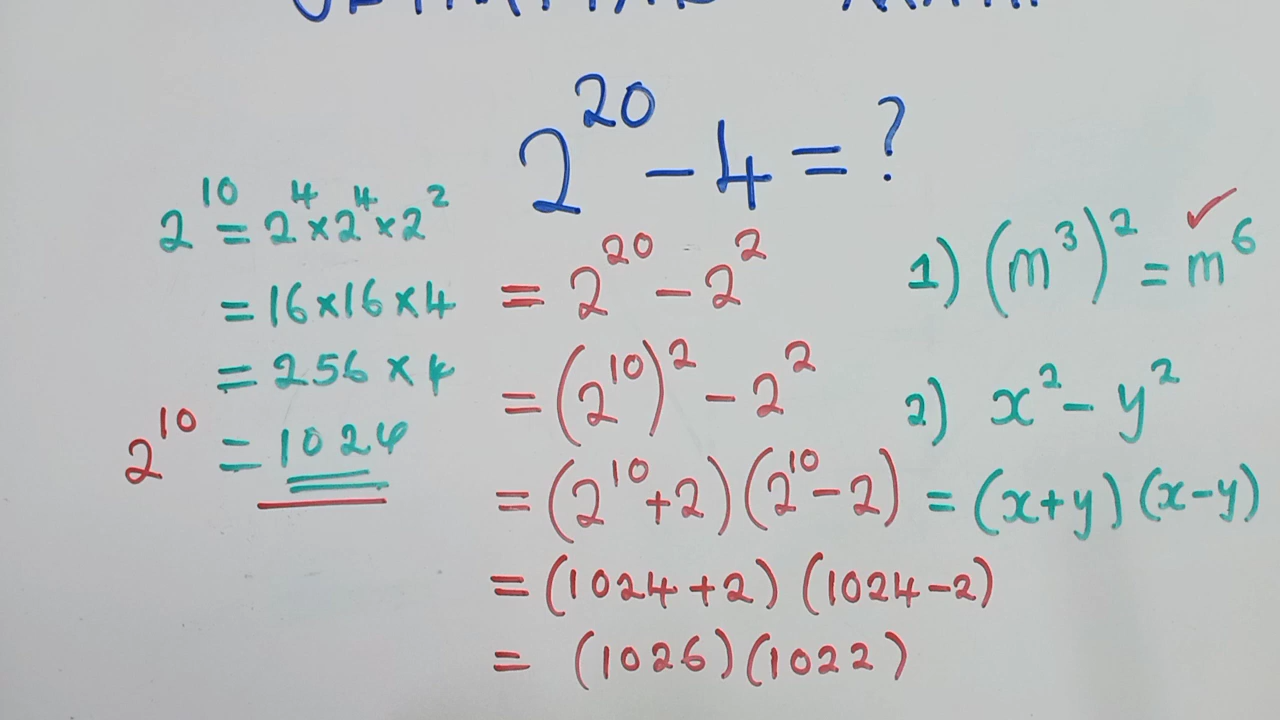 2^20 - 4 = ?
2^10 = 2^4 × 2^4 × 2^2
= 16 × 16 × 4
= 256 × 4
2^10 = 1024
= 2^20 - 2^2
= (2^10)^2 - 2^2
= (2^10 + 2)(2^10 - 2)
= (1024 + 2)(1024 - 2)
= (1026)(1022)
1) (m^3)^2 = m^6 ✓
2) x^2 - y^2
= (x+y)(x-y)